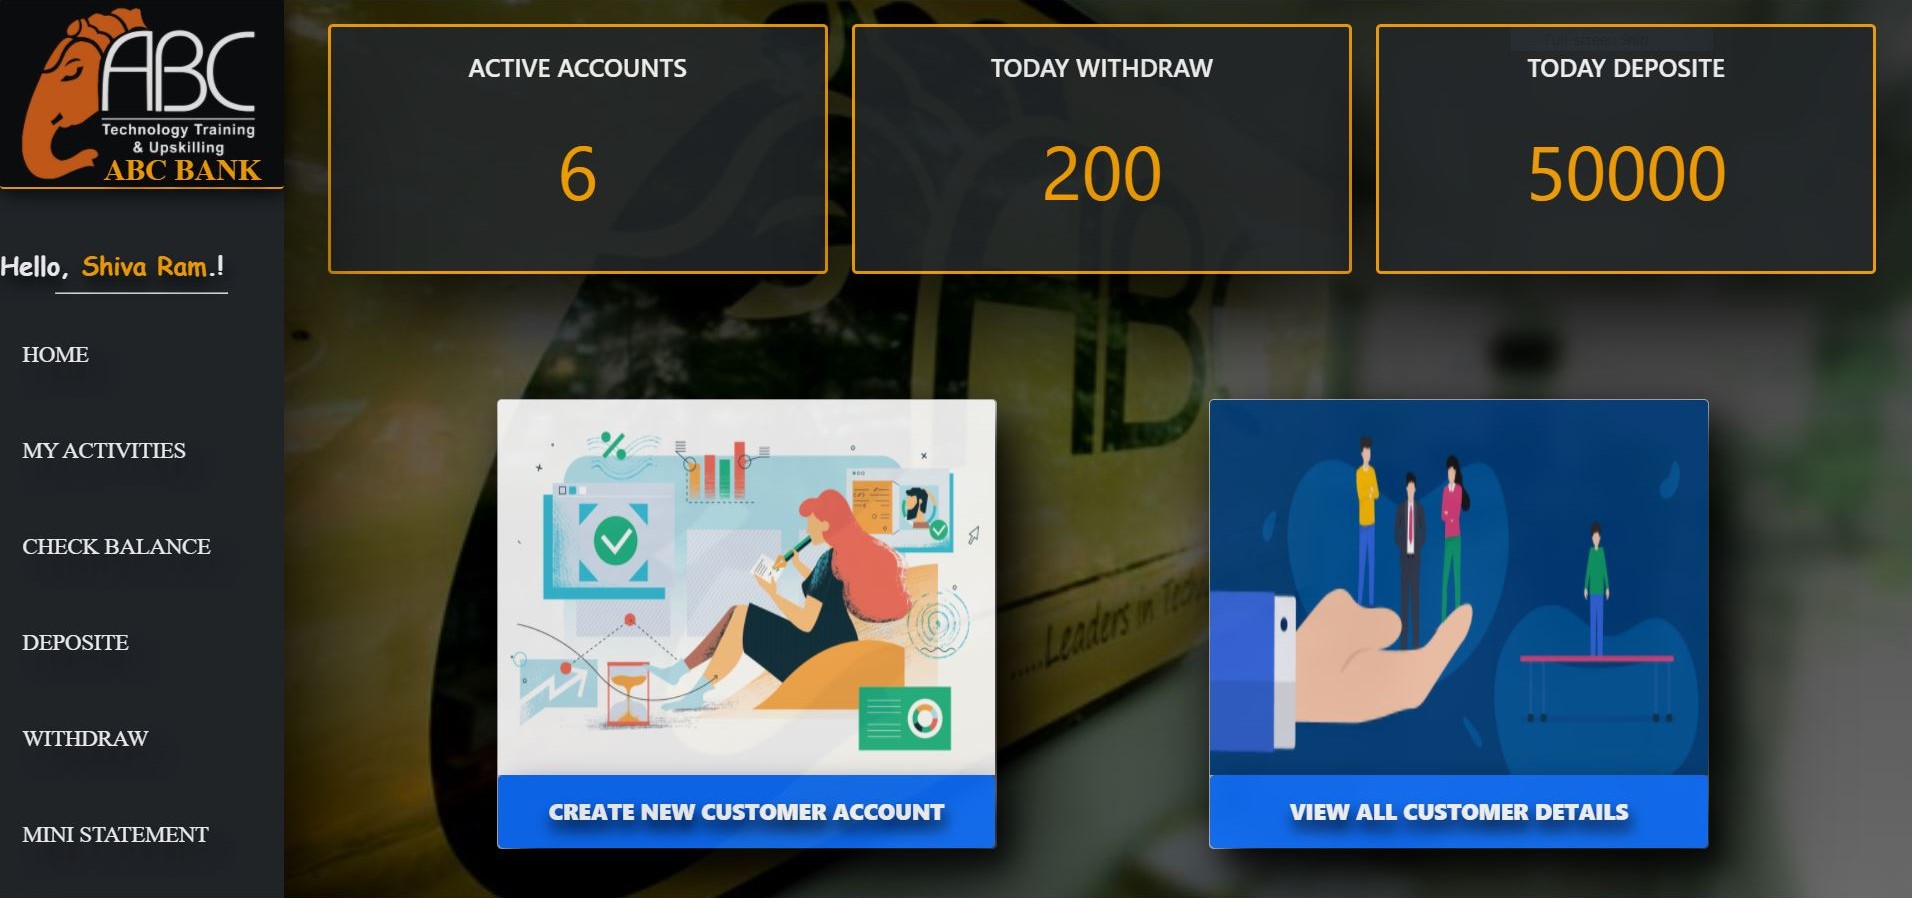 ABC
Technology Training
& Upskilling
ABC BANK
Hello, Shiva Ram.!
HOME
MY ACTIVITIES
CHECK BALANCE
DEPOSITE
WITHDRAW
MINI STATEMENT
ACTIVE ACCOUNTS
6
TODAY WITHDRAW
200
TODAY DEPOSITE
50000
ABC
.....Leaders in
CREATE NEW CUSTOMER ACCOUNT
VIEW ALL CUSTOMER DETAILS